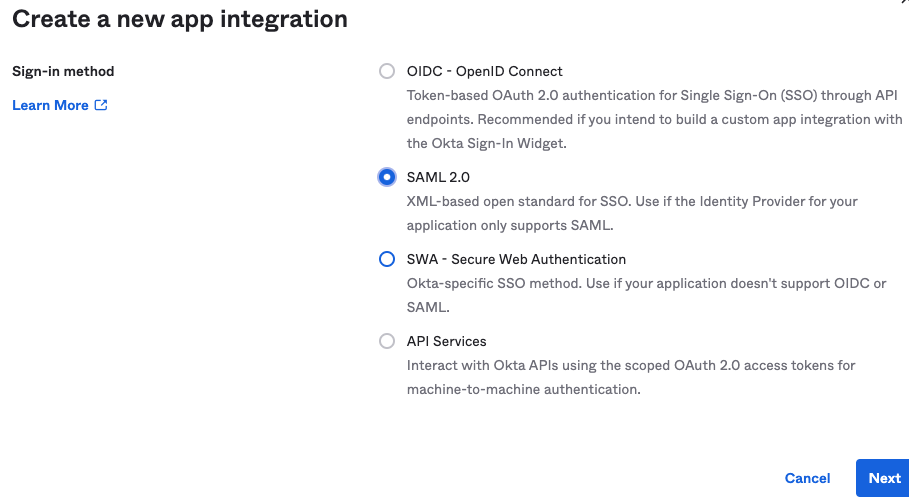 Create a new app integration
Sign-in method
Learn More
OIDC - OpenID Connect
Token-based OAuth 2.0 authentication for Single Sign-On (SSO) through API
endpoints. Recommended if you intend to build a custom app integration with
the Okta Sign-In Widget.
SAML 2.0
XML-based open standard for SSO. Use if the Identity Provider for your
application only supports SAML.
SWA - Secure Web Authentication
Okta-specific SSO method. Use if your application doesn't support OIDC or
SAML.
API Services
Interact with Okta APIs using the scoped OAuth 2.0 access tokens for
machine-to-machine authentication.
Cancel
Next